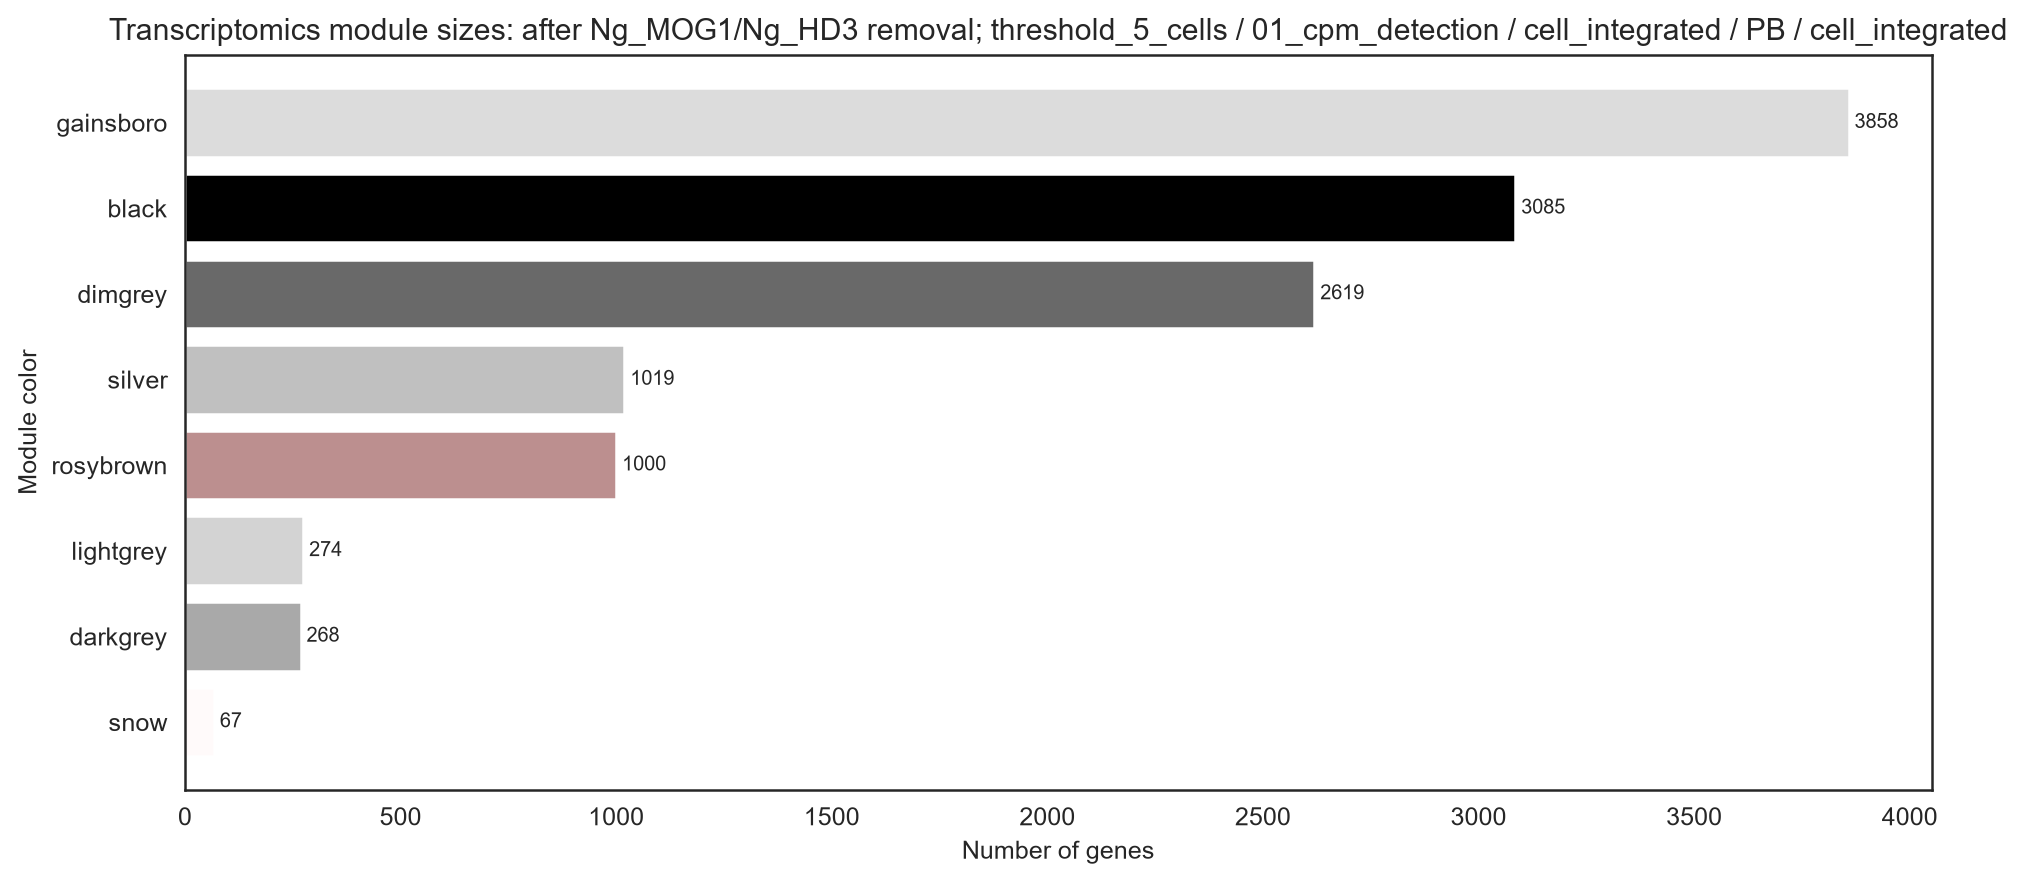 Transcriptomics module sizes: after Ng_MOG1/Ng_HD3 removal; threshold_5_cells / 01_cpm_detection / cell_integrated / PB / cell_integrated
Module color
gainsboro 3858
black 3085
dimgrey 2619
silver 1019
rosybrown 1000
lightgrey 274
darkgrey 268
snow 67
0 500 1000 1500 2000 2500 3000 3500 4000
Number of genes